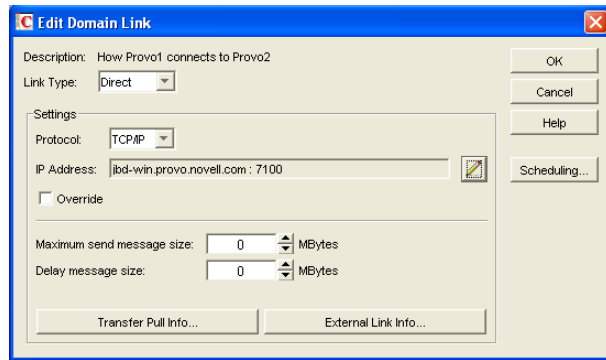 Edit Domain Link
Description: How Provo1 connects to Provo2
Link Type: Direct
Settings
Protocol: TCP/IP
IP Address: jbd-win.provo.novell.com : 7100
Override
Maximum send message size: 0 MBytes
Delay message size: 0 MBytes
Transfer Pull Info... External Link Info...
OK
Cancel
Help
Scheduling...